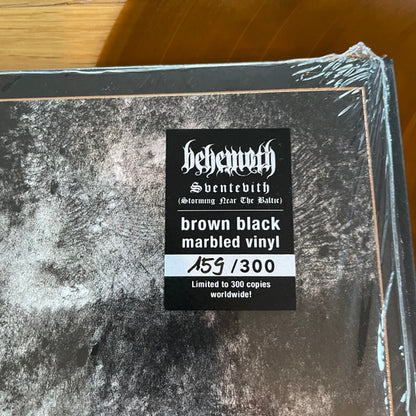 behemoth
Sventevith
(Storming Near The Baltic)
brown black
marbled vinyl
159 /300
Limited to 300 copies
worldwide!